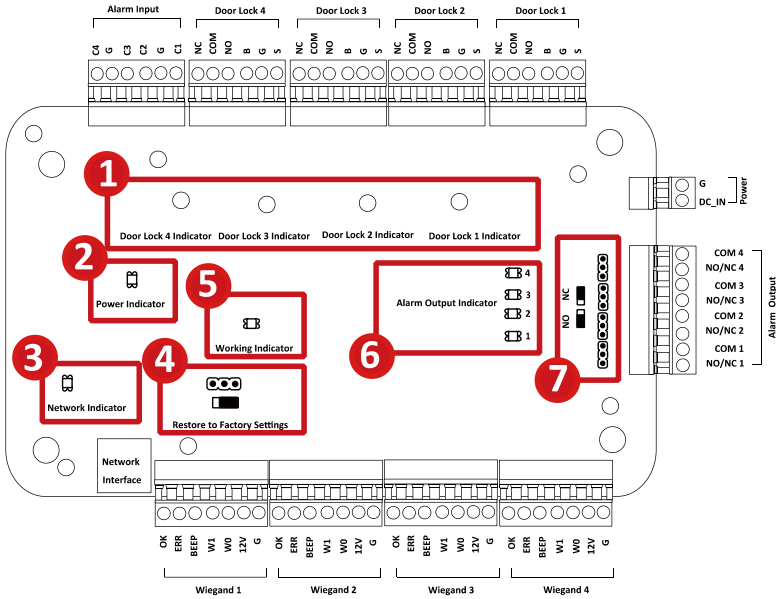 Alarm Input
Door Lock 4
Door Lock 3
Door Lock 2
Door Lock 1
C4 G C3 C2 G C1
NC COM NO B G S
NC COM NO B G S
NC COM NO B G S
NC COM NO B G S
1
Door Lock 4 Indicator
Door Lock 3 Indicator
Door Lock 2 Indicator
Door Lock 1 Indicator
G
DC_IN
Power
2
Power Indicator
5
Working Indicator
Alarm Output Indicator
4
3
2
1
6
NC
NO
7
COM 4
NO/NC 4
COM 3
NO/NC 3
COM 2
NO/NC 2
COM 1
NO/NC 1
Alarm Output
3
Network Indicator
4
Restore to Factory Settings
Network
Interface
OK ERR BEEP W1 W0 12V G
OK ERR BEEP W1 W0 12V G
OK ERR BEEP W1 W0 12V G
OK ERR BEEP W1 W0 12V G
Wiegand 1
Wiegand 2
Wiegand 3
Wiegand 4